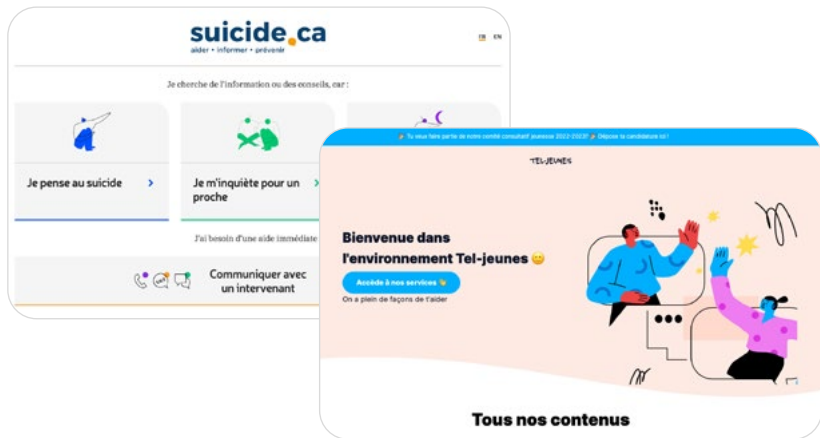 suicide.ca
aider • informer • prévenir
FR EN
Je cherche de l'information ou des conseils, car :
Je pense au suicide
Je m'inquiète pour un
proche
J'ai besoin d'une aide immédiate
Communiquer avec
un intervenant
Tu veux faire partie de notre comité consultatif jeunesse 2022-2023? Dépose ta candidature ici !
TEL-JEUNES
Bienvenue dans
l'environnement Tel-jeunes
Accède à nos services
On a plein de façons de t'aider
Tous nos contenus